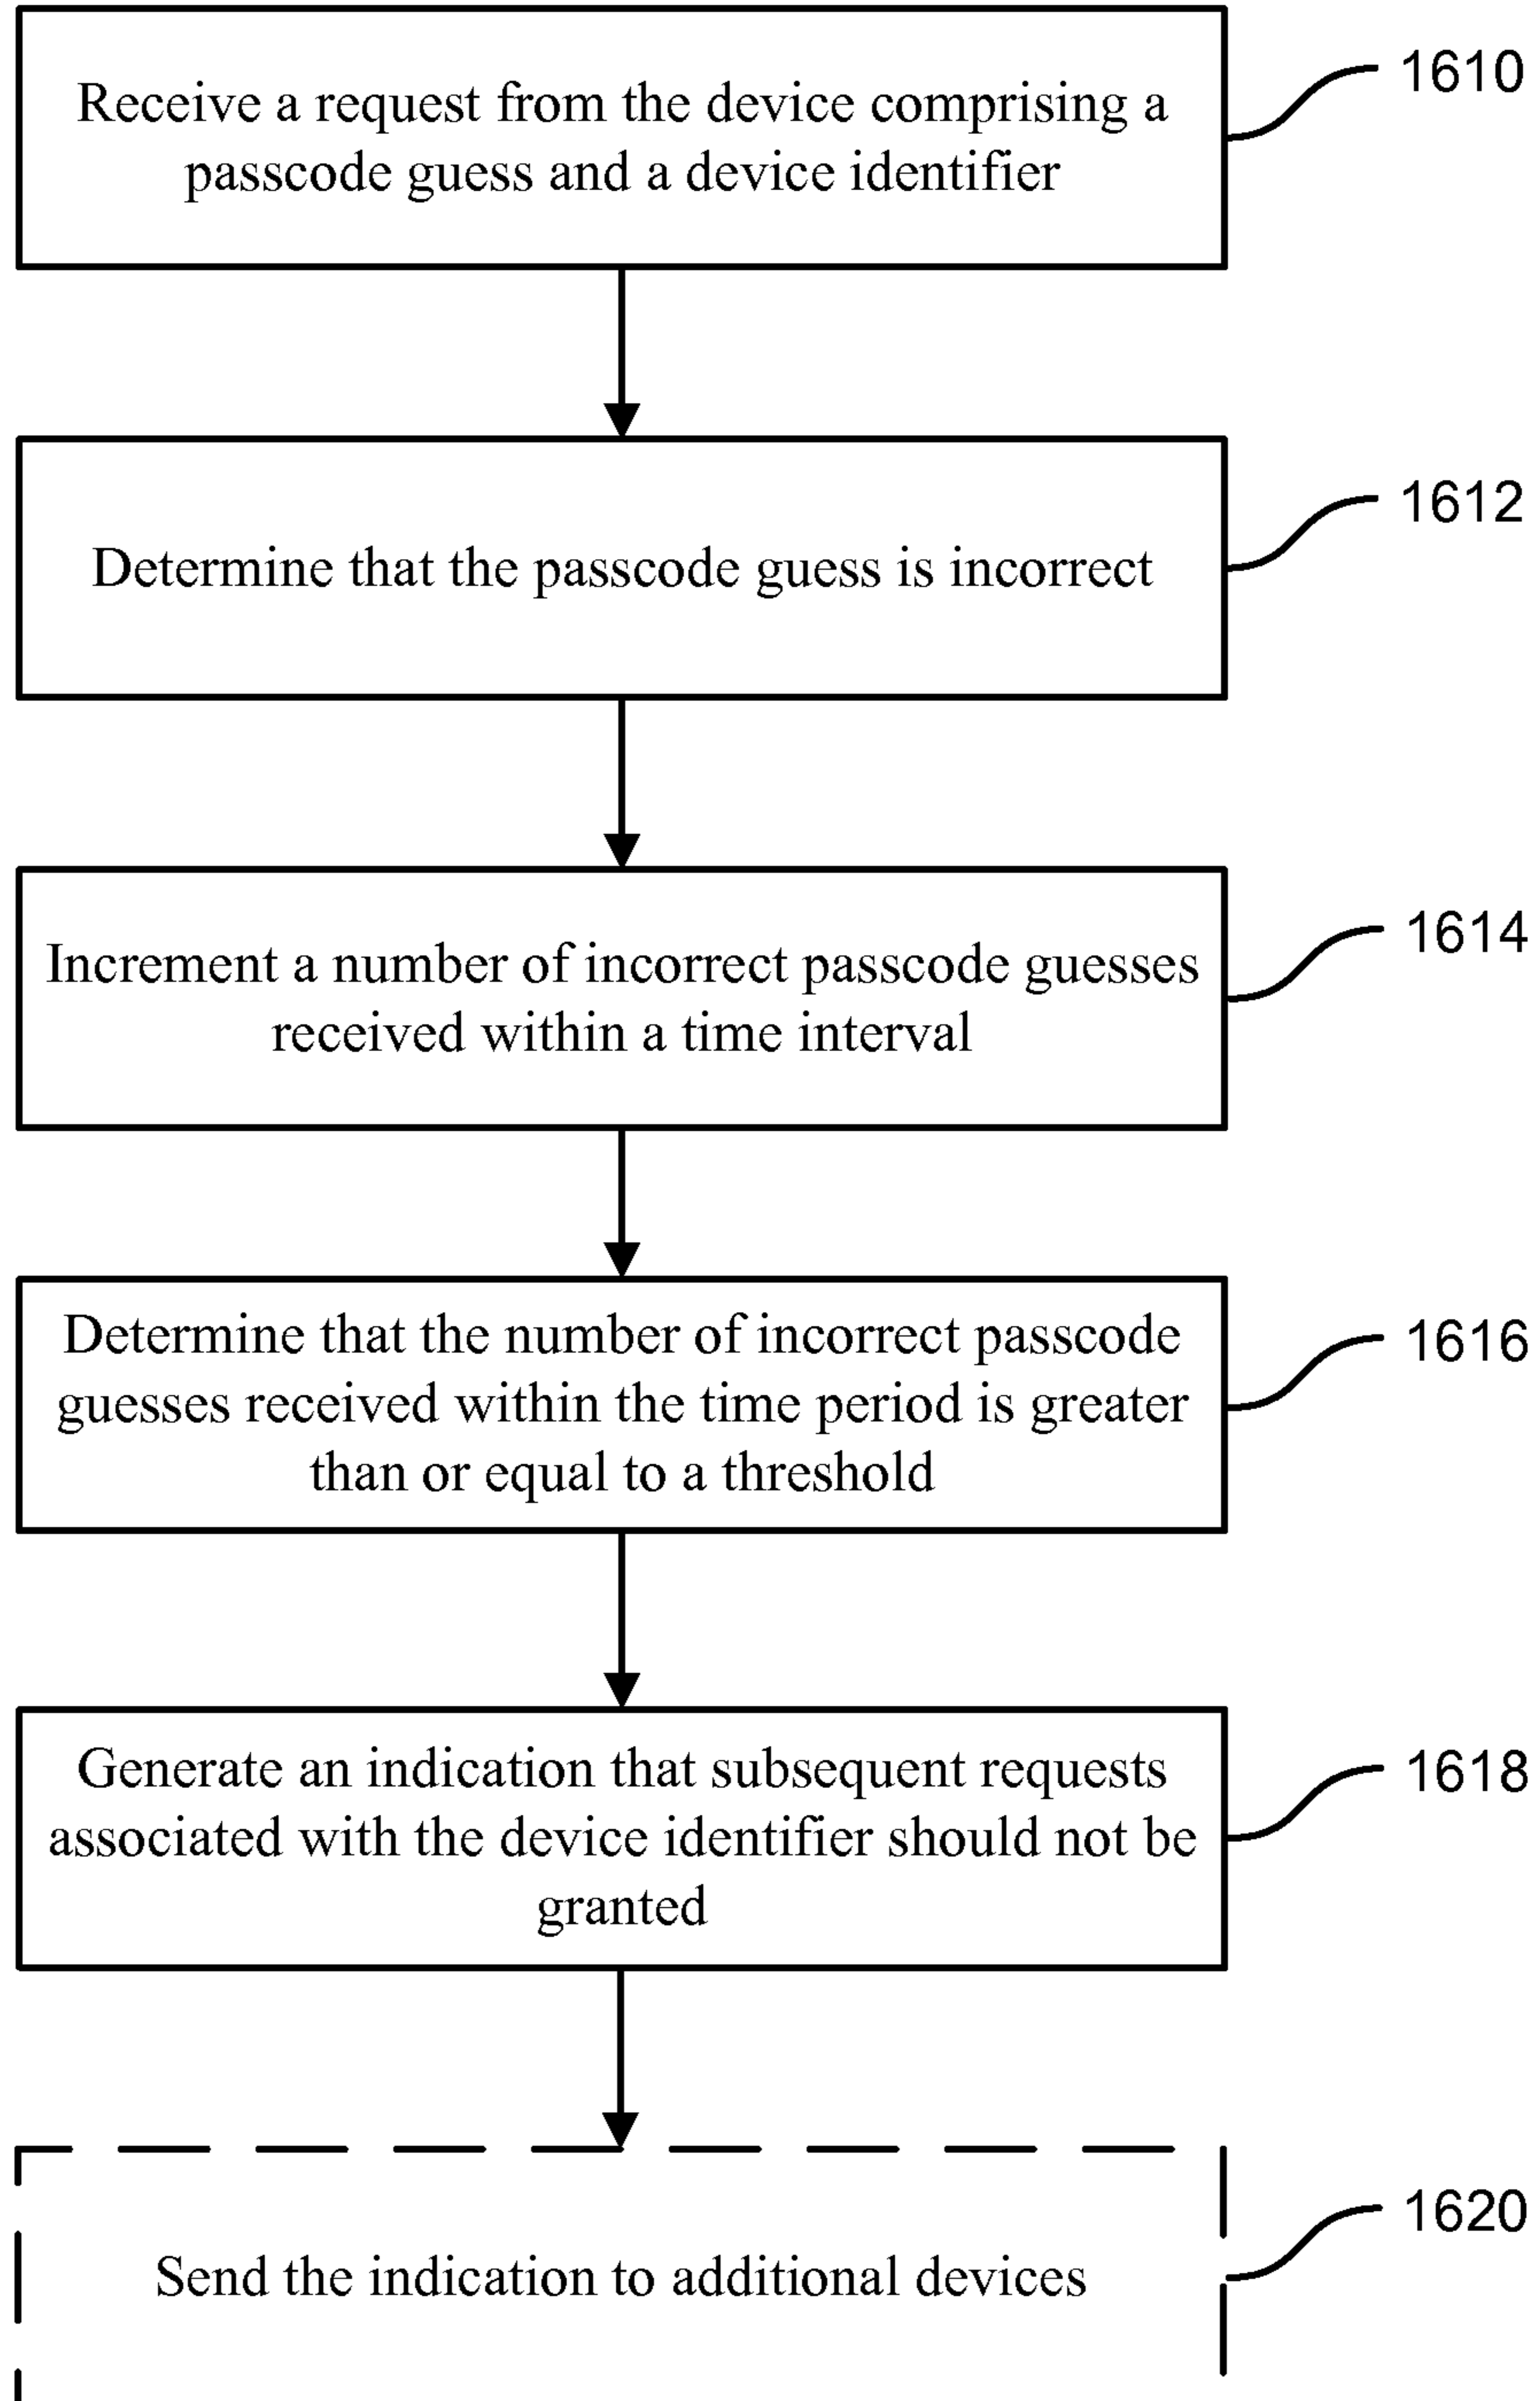 Receive a request from the device comprising a
passcode guess and a device identifier
1610
Determine that the passcode guess is incorrect
1612
Increment a number of incorrect passcode guesses
received within a time interval
1614
Determine that the number of incorrect passcode
guesses received within the time period is greater
than or equal to a threshold
1616
Generate an indication that subsequent requests
associated with the device identifier should not be
granted
1618
Send the indication to additional devices
1620